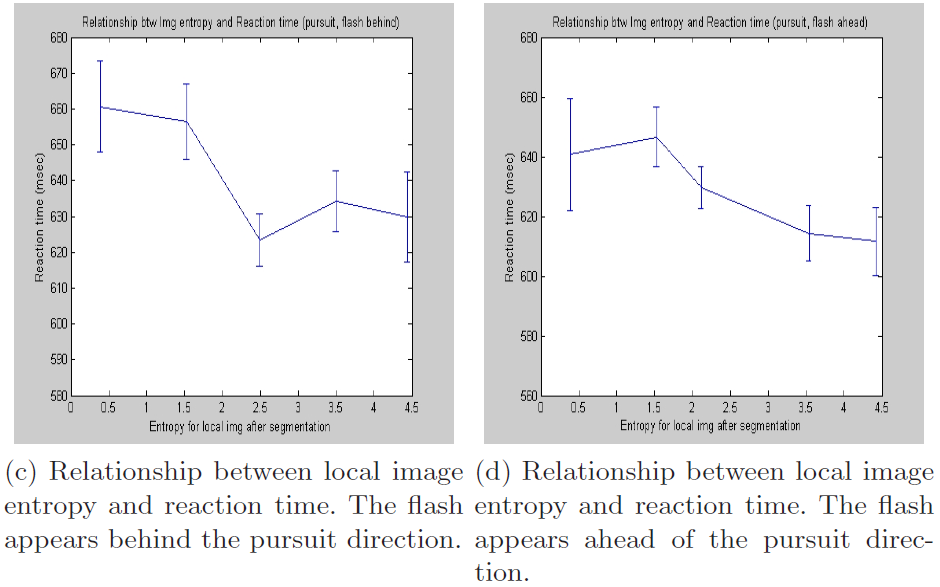 Relationship btw Img entropy and Reaction time (pursuit, flash behind)
680
670
660
650
640
630
620
610
600
590
580
Reaction time (msec)
0 0.5 1 1.5 2 2.5 3 3.5 4 4.5
Entropy for local img after segmentation
(c) Relationship between local image
entropy and reaction time. The flash
appears behind the pursuit direction.
Relationship btw Img entropy and Reaction time (pursuit, flash ahead)
680
660
640
620
600
580
560
Reaction time (msec)
0 0.5 1 1.5 2 2.5 3 3.5 4 4.5
Entropy for local img after segmentation
(d) Relationship between local image
entropy and reaction time. The flash
appears ahead of the pursuit direc-
tion.